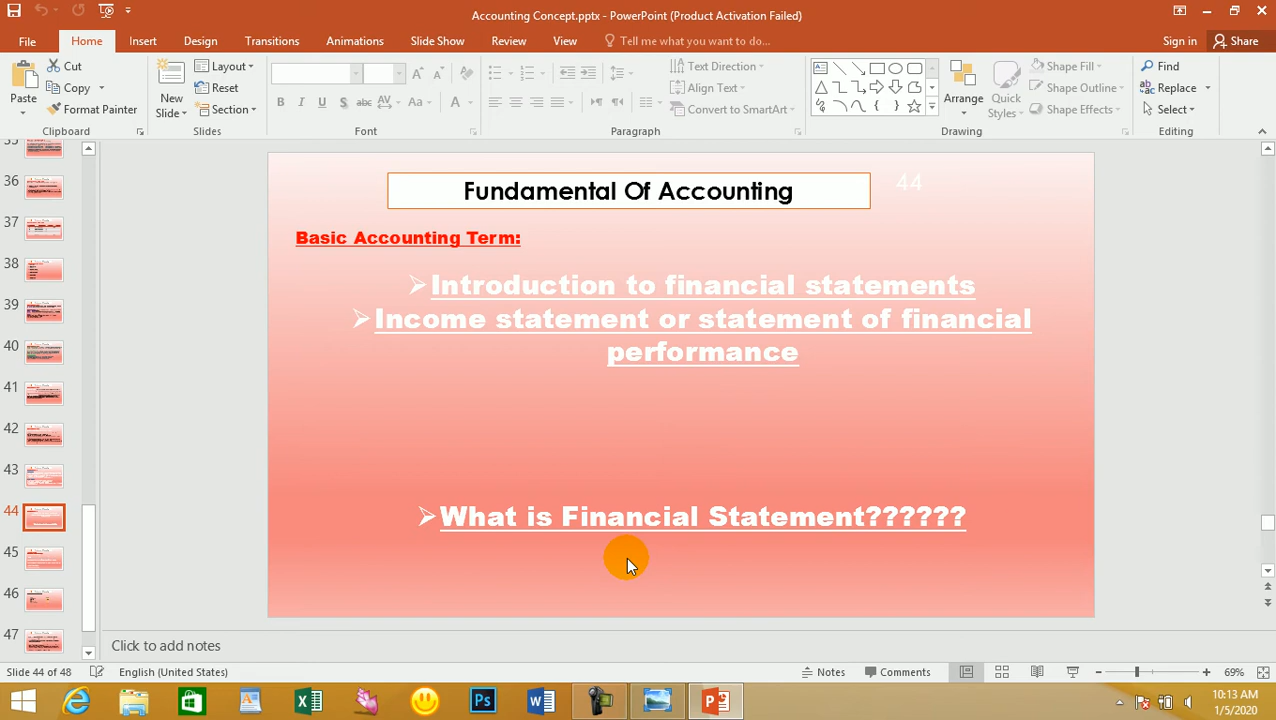 Accounting Concept.pptx - PowerPoint (Product Activation Failed)
File Home Insert Design Transitions Animations Slide Show Review View Tell me what you want to do... Sign in Share
Paste
Cut
Copy
Format Painter
Clipboard
New
Slide
Layout
Reset
Section
Slides
B I U S abc AV Aa A
Font
Paragraph
Text Direction
Align Text
Convert to SmartArt
Arrange
Quick
Styles
Shape Fill
Shape Outline
Shape Effects
Drawing
Find
Replace
Select
Editing
36
37
38
39
40
41
42
43
44
45
46
47
Fundamental Of Accounting
44
Basic Accounting Term:
➢Introduction to financial statements
➢Income statement or statement of financial
performance
➢What is Financial Statement??????
Click to add notes
Slide 44 of 48 English (United States) Notes Comments 69%
10:13 AM
1/5/2020